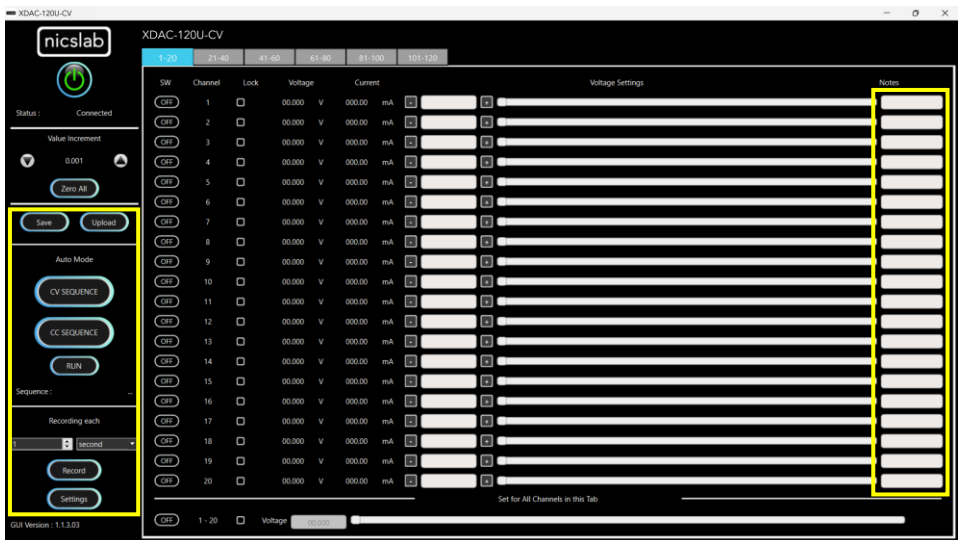 XDAC-120U-CV
nicslab
Status : Connected
Value Increment
0.001
Zero All
Save Upload
Auto Mode
CV SEQUENCE
CC SEQUENCE
RUN
Sequence : ..
Recording each
1 second
Record
Settings
GUI Version : 1.1.3.03
XDAC-120U-CV
1-20 21-40 41-60 61-80 81-100 101-120
SW Channel Lock Voltage Current Voltage Settings Notes
OFF 1 00.000 V 000.00 mA - +
OFF 2 00.000 V 000.00 mA - +
OFF 3 00.000 V 000.00 mA - +
OFF 4 00.000 V 000.00 mA - +
OFF 5 00.000 V 000.00 mA - +
OFF 6 00.000 V 000.00 mA - +
OFF 7 00.000 V 000.00 mA - +
OFF 8 00.000 V 000.00 mA - +
OFF 9 00.000 V 000.00 mA - +
OFF 10 00.000 V 000.00 mA - +
OFF 11 00.000 V 000.00 mA - +
OFF 12 00.000 V 000.00 mA - +
OFF 13 00.000 V 000.00 mA - +
OFF 14 00.000 V 000.00 mA - +
OFF 15 00.000 V 000.00 mA - +
OFF 16 00.000 V 000.00 mA - +
OFF 17 00.000 V 000.00 mA - +
OFF 18 00.000 V 000.00 mA - +
OFF 19 00.000 V 000.00 mA - +
OFF 20 00.000 V 000.00 mA - +
Set for All Channels in this Tab
OFF 1 - 20 Voltage 00.000